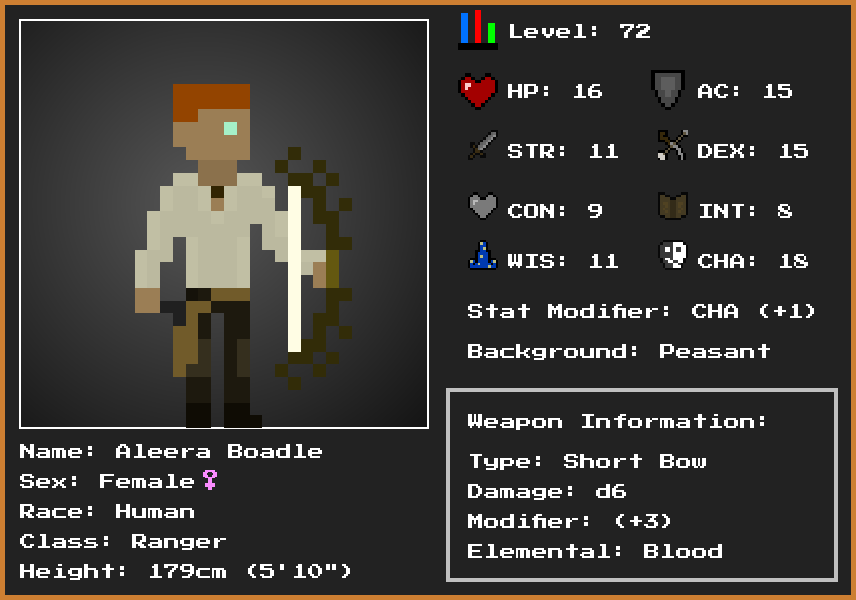 Level: 72
HP: 16 AC: 15
STR: 11 DEX: 15
CON: 9 INT: 8
WIS: 11 CHA: 18
Stat Modifier: CHA (+1)
Background: Peasant
Weapon Information:
Type: Short Bow
Damage: d6
Modifier: (+3)
Elemental: Blood
Name: Aleera Boadle
Sex: Female♀
Race: Human
Class: Ranger
Height: 179cm (5'10")